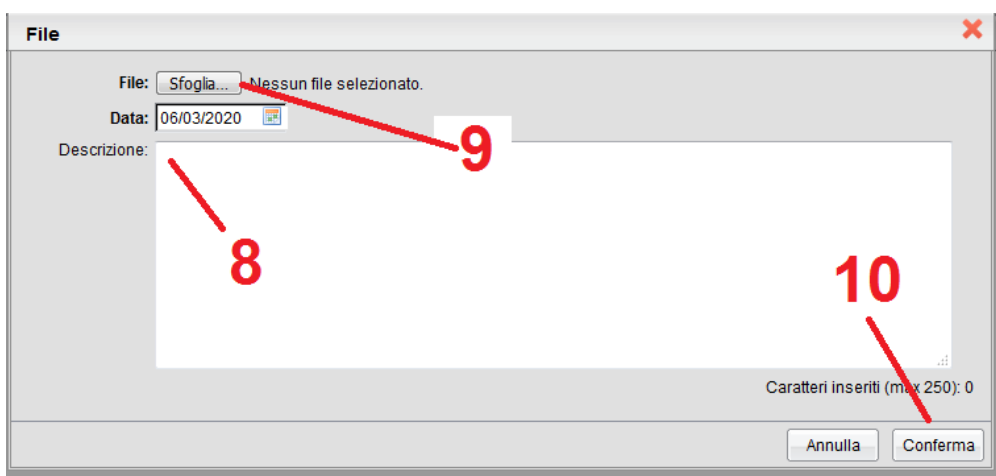 File
File: Sfoglia... Nessun file selezionato.
Data: 06/03/2020
9
Descrizione:
8
10
Caratteri inseriti (max 250): 0
Annulla Conferma